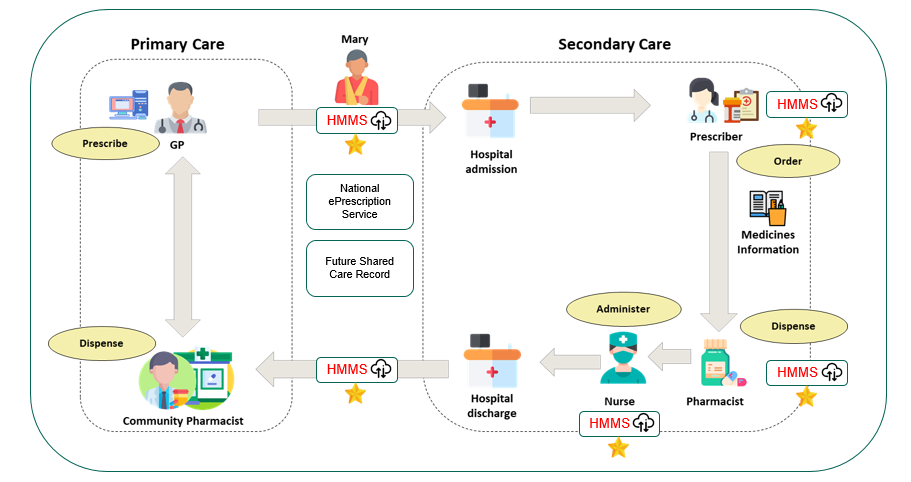 Primary Care
Mary
Secondary Care
HMMS
HMMS
Prescribe
GP
Hospital
admission
Prescriber
Order
National
ePrescription
Service
Medicines
Information
Future Shared
Care Record
Administer
Dispense
Dispense
HMMS
HMMS
Community Pharmacist
Hospital
discharge
Nurse
Pharmacist
HMMS